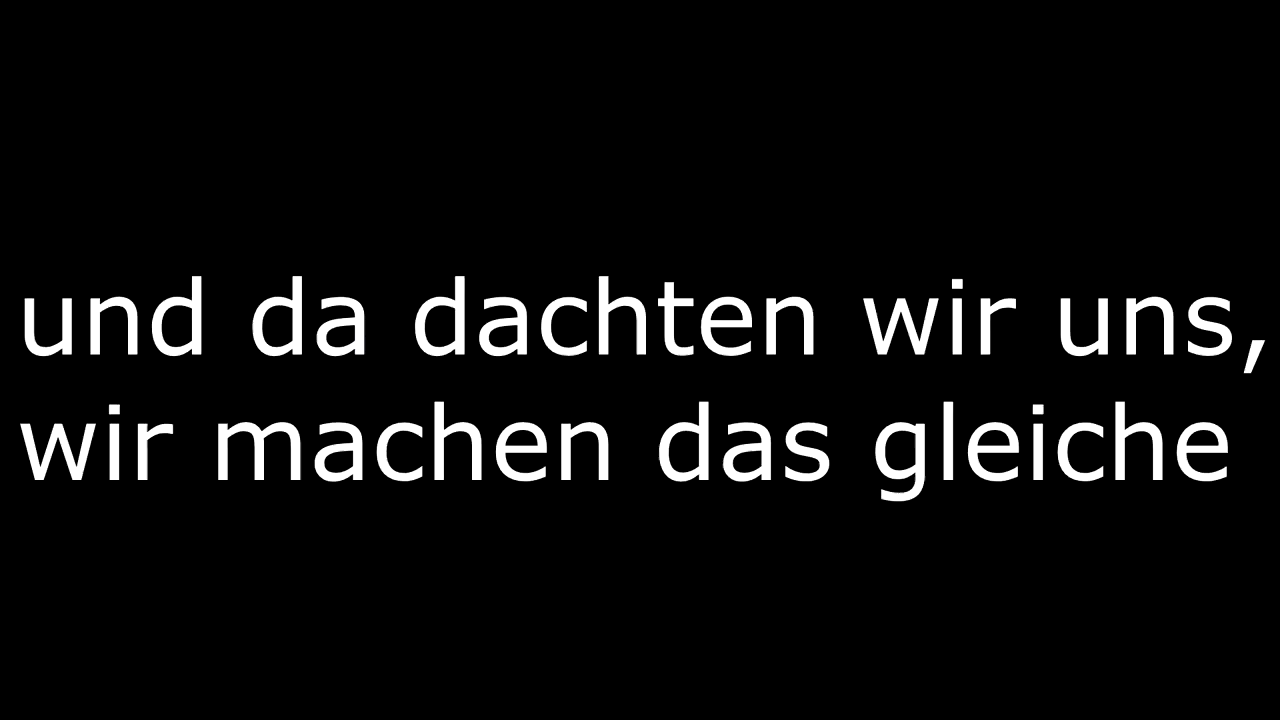 und da dachten wir uns,
wir machen das gleiche